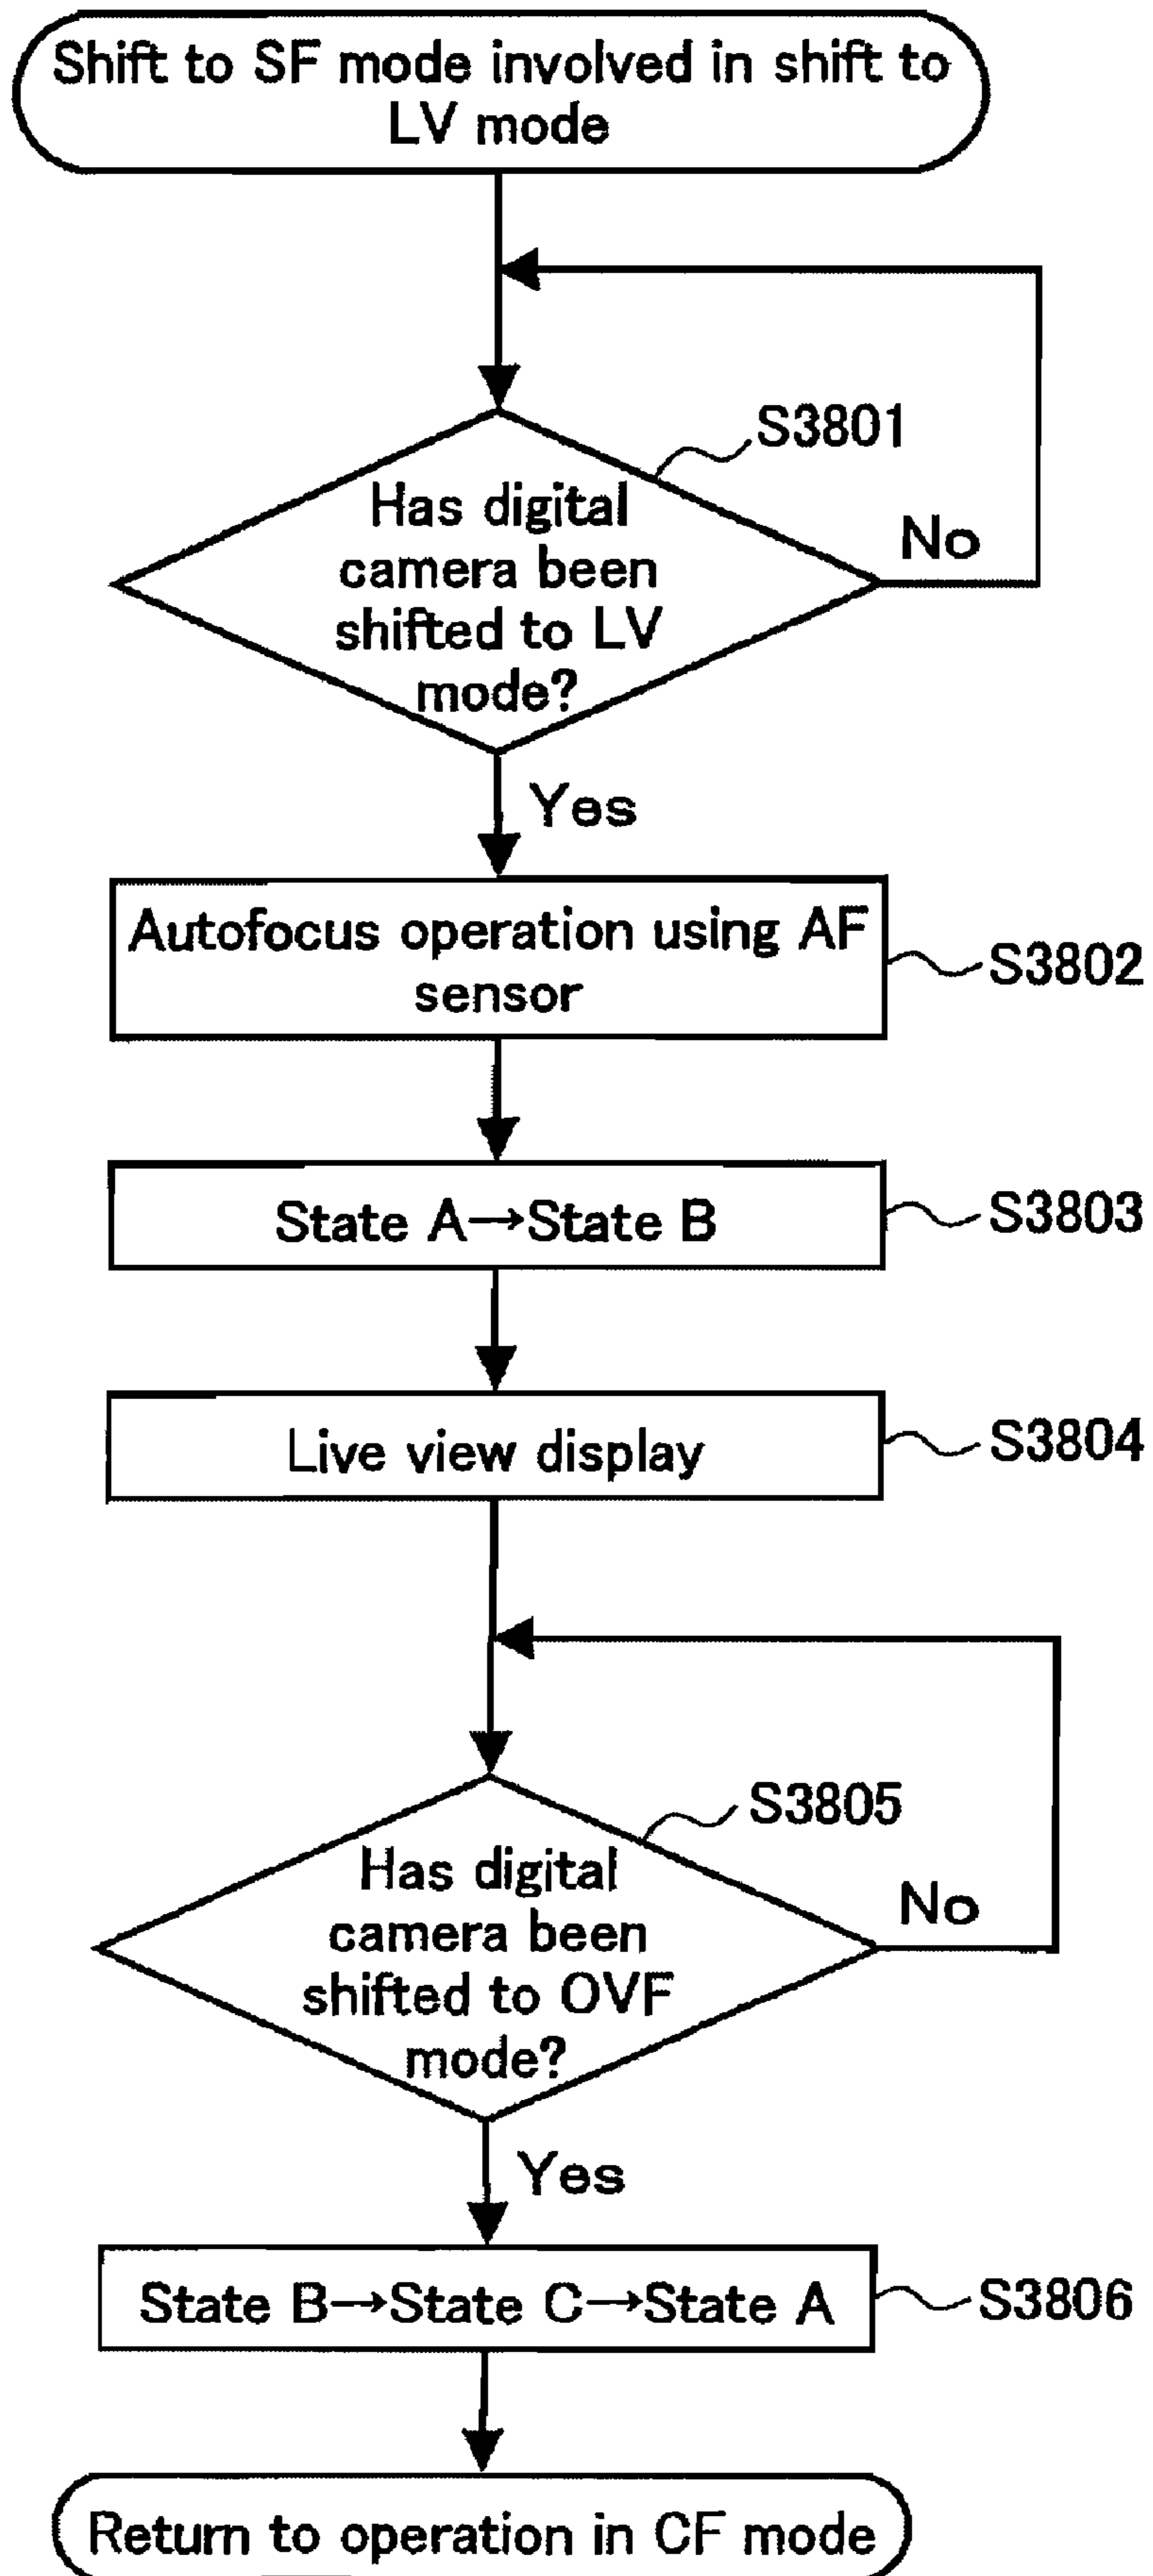 Shift to SF mode involved in shift to
LV mode
S3801
Has digital
camera been
shifted to LV
mode?
No
Yes
Autofocus operation using AF
sensor
S3802
State A→State B
S3803
Live view display
S3804
S3805
Has digital
camera been
shifted to OVF
mode?
No
Yes
State B→State C→State A
S3806
Return to operation in CF mode